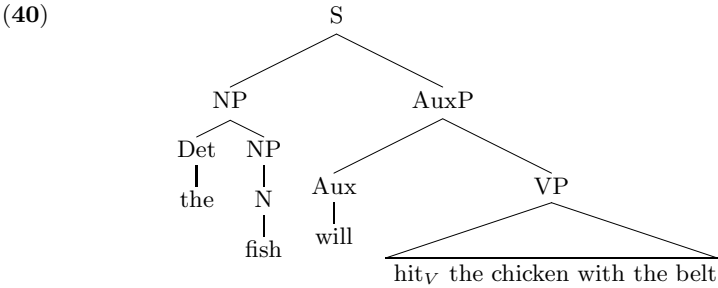 (40)
S
NP AuxP
Det NP
Aux VP
the N
will
fish
hitV the chicken with the belt